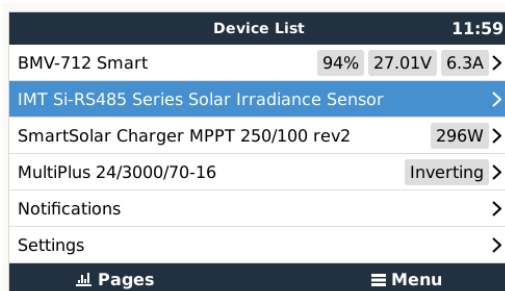 Device List 11:59
BMV-712 Smart 94% 27.01V 6.3A
IMT Si-RS485 Series Solar Irradiance Sensor
SmartSolar Charger MPPT 250/100 rev2 296W
MultiPlus 24/3000/70-16 Inverting
Notifications
Settings
Pages Menu